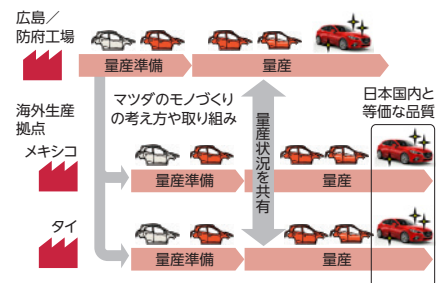 広島／
防府工場
量産準備
量産
海外生産
拠点
マツダのモノづくり
の考え方や取り組み
量産状況を共有
日本国内と
等価な品質
メキシコ
量産準備
量産
タイ
量産準備
量産